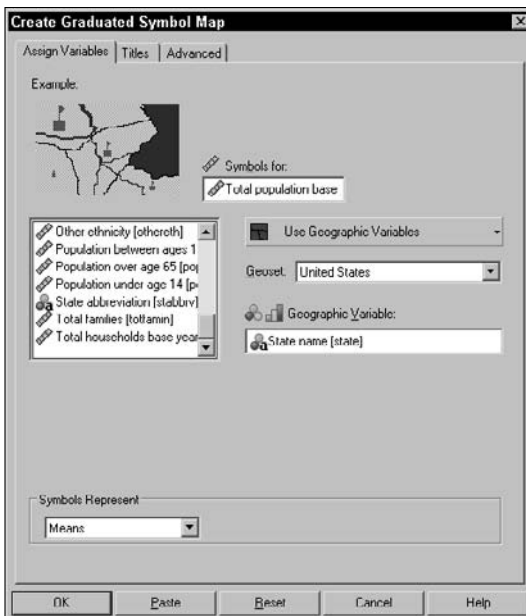 Create Graduated Symbol Map
Assign Variables
Titles
Advanced
Example:
Symbols for:
Total population base
Other ethnicity [othereth]
Population between ages 1
Population over age 65 [po
Population under age 14 [p
State abbreviation [stabbrv]
Total families [totfamin]
Total households base year
Use Geographic Variables
Geoset:
United States
Geographic Variable:
State name [state]
Symbols Represent
Means
OK
Paste
Reset
Cancel
Help